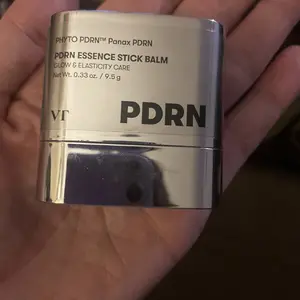 PHYTO PDRN™ Panax PDRN
PDRN ESSENCE STICK BALM
GLOW & ELASTICITY CARE
Net Wt. 0.33 oz. / 9.5 g
VT
PDRN